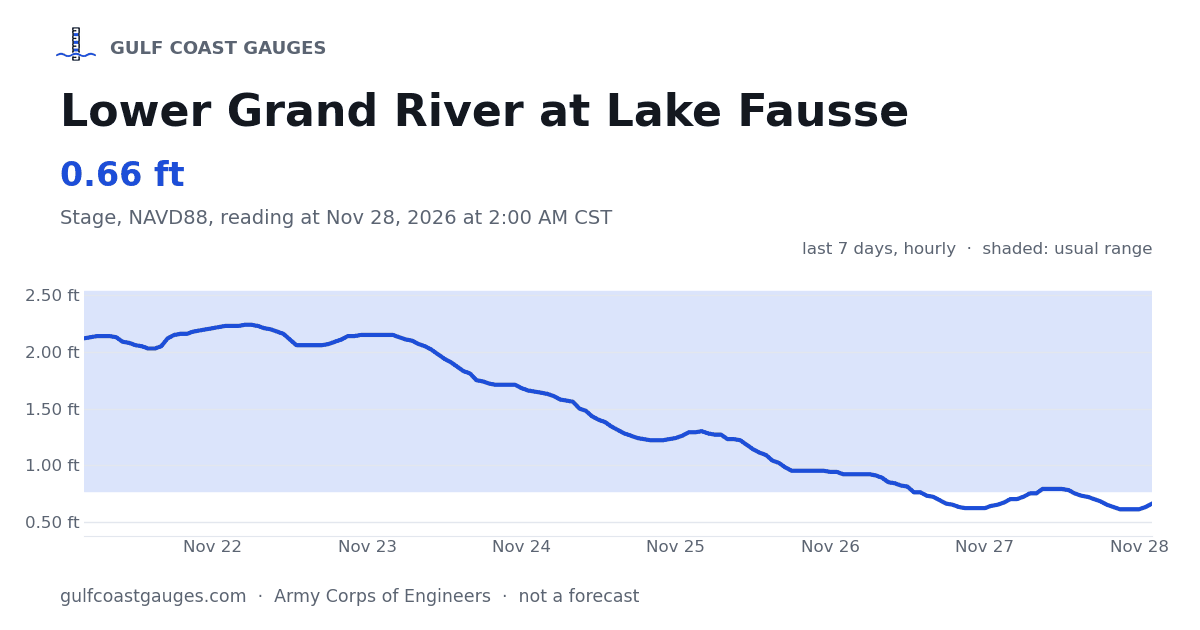 GULF COAST GAUGES
Lower Grand River at Lake Fausse
0.66 ft
Stage, NAVD88, reading at Nov 28, 2026 at 2:00 AM CST
last 7 days, hourly · shaded: usual range
2.50 ft
2.00 ft
1.50 ft
1.00 ft
0.50 ft
Nov 22 Nov 23 Nov 24 Nov 25 Nov 26 Nov 27 Nov 28
gulfcoastgauges.com · Army Corps of Engineers · not a forecast